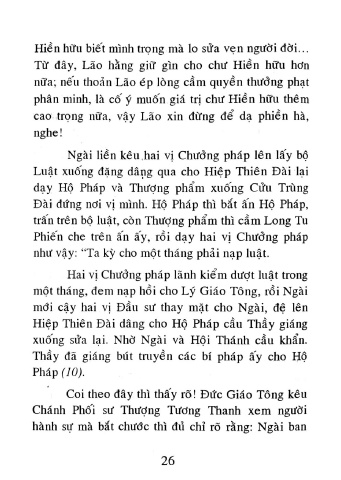 Hiền hữu biết mình trọng mà lo sửa vẹn người đời...
Từ đây, Lão hằng giữ gìn cho chư Hiền hữu hơn
nữa; nếu thoản Lão ép lòng cầm quyền thưởng phạt
phân minh, là cố ý muốn giá trị chư Hiền hữu thêm
cao trọng nữa, vậy Lão xin đừng để dạ phiền hà,
nghe!
Ngài liền kêu hai vị Chưởng pháp lên lấy bộ
Luật xuống đặng dâng qua cho Hiệp Thiên Đài lại
dạy Hộ Pháp và Thượng phẩm xuống Cửu Trùng
Đài đứng nơi vị mình. Hộ Pháp thì bắt ấn Hộ Pháp,
trấn trên bộ luật, còn Thượng phẩm thì cầm Long Tu
Phiến che trên ấn ấy, rồi dạy hai vị Chưởng pháp
như vậy: “Ta kỳ cho một tháng phải nạp luật.
Hai vị Chưởng pháp lãnh kiểm dượt luật trong
một tháng, đem nạp hồi cho Lý Giáo Tông, rồi Ngài
mới cậy hai vị Đầu sư thay mặt cho Ngài, đệ lên
Hiệp Thiên Đài dâng cho Hộ Pháp cầu Thầy giáng
xuống sửa lại. Nhờ Ngài và Hội Thánh cầu khẩn.
Thầy đã giáng bút truyền các bí pháp ấy cho Hộ
Pháp (10).
Coi theo đây thì thấy rõ! Đức Giáo Tông kêu
Chánh Phối sư Thượng Tương Thanh xem người
hành sự mà bắt chước thì đủ chỉ rõ rằng: Ngài ban
26